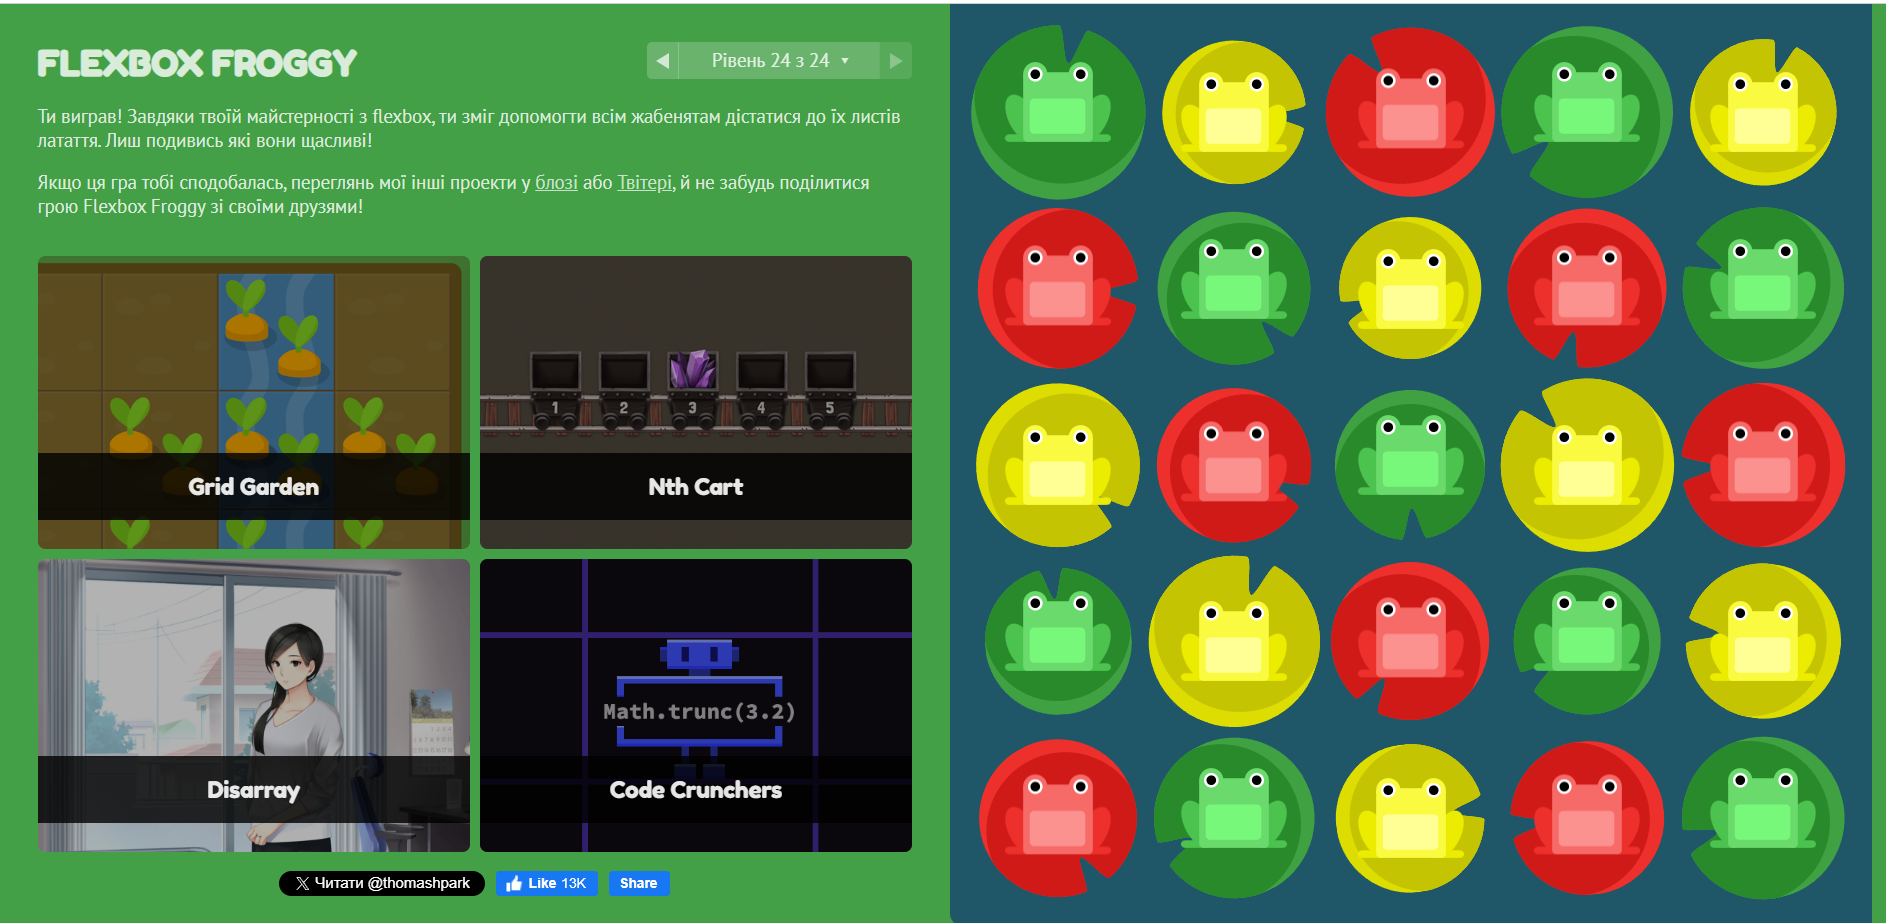 FLEXBOX FROGGY
Рівень 24 з 24
Ти виграв! Завдяки твоїй майстерності з flexbox, ти зміг допомогти всім жабенятам дістатися до їх листів
латаття. Лиш подивись які вони щасливі!
Якщо ця гра тобі сподобалась, переглянь мої інші проекти у блозі або Твітері, й не забудь поділитися
грою Flexbox Froggy зі своїми друзями!
1 2 3 4 5
Grid Garden
Nth Cart
Math.trunc(3.2)
Disarray
Code Crunchers
Читати @thomashpark
Like 13K
Share